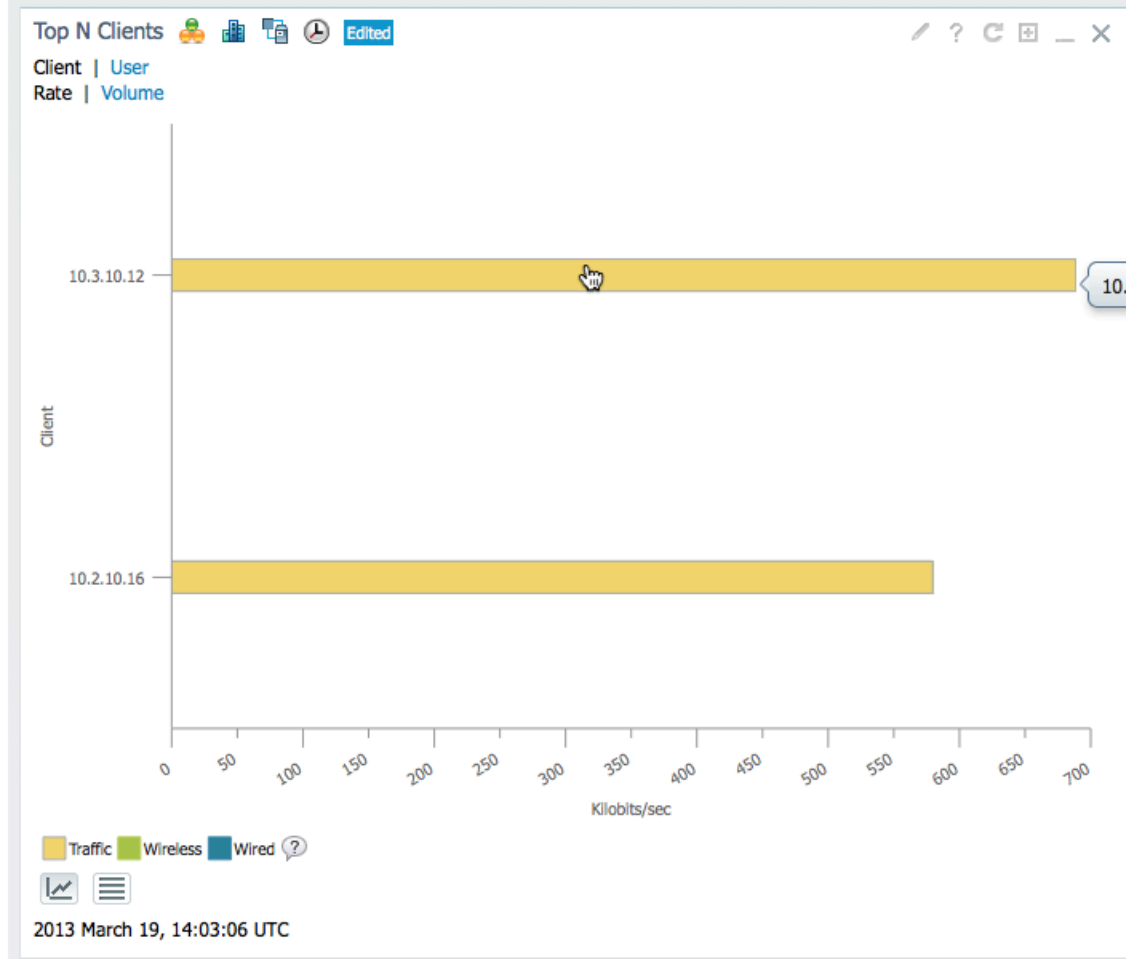 Top N Clients Edited ?
Client | User
Rate | Volume
10.3.10.12
10.
Client
10.2.10.16
0 50 100 150 200 250 300 350 400 450 500 550 600 650 700
Kilobits/sec
Traffic Wireless Wired ?
2013 March 19, 14:03:06 UTC